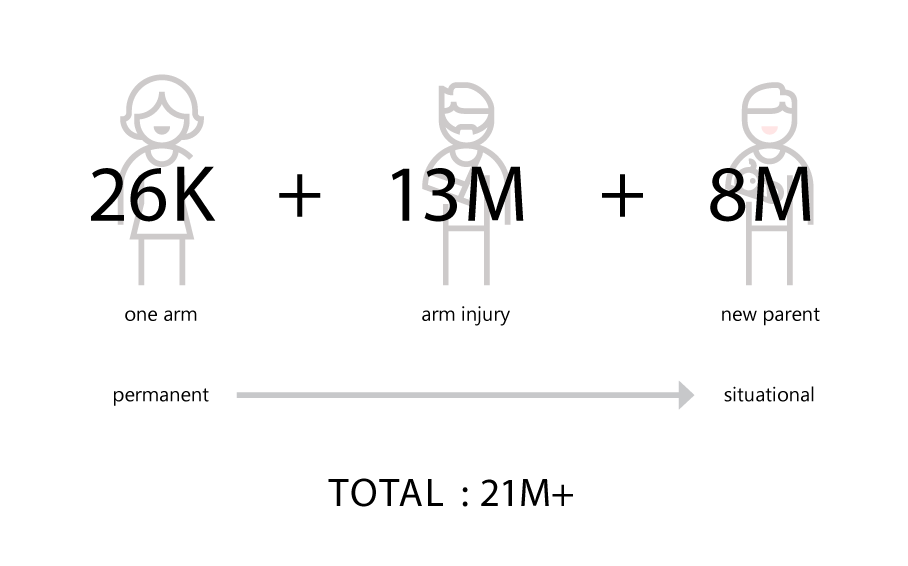 26K + 13M + 8M
one arm arm injury new parent
permanent situational
TOTAL : 21M+